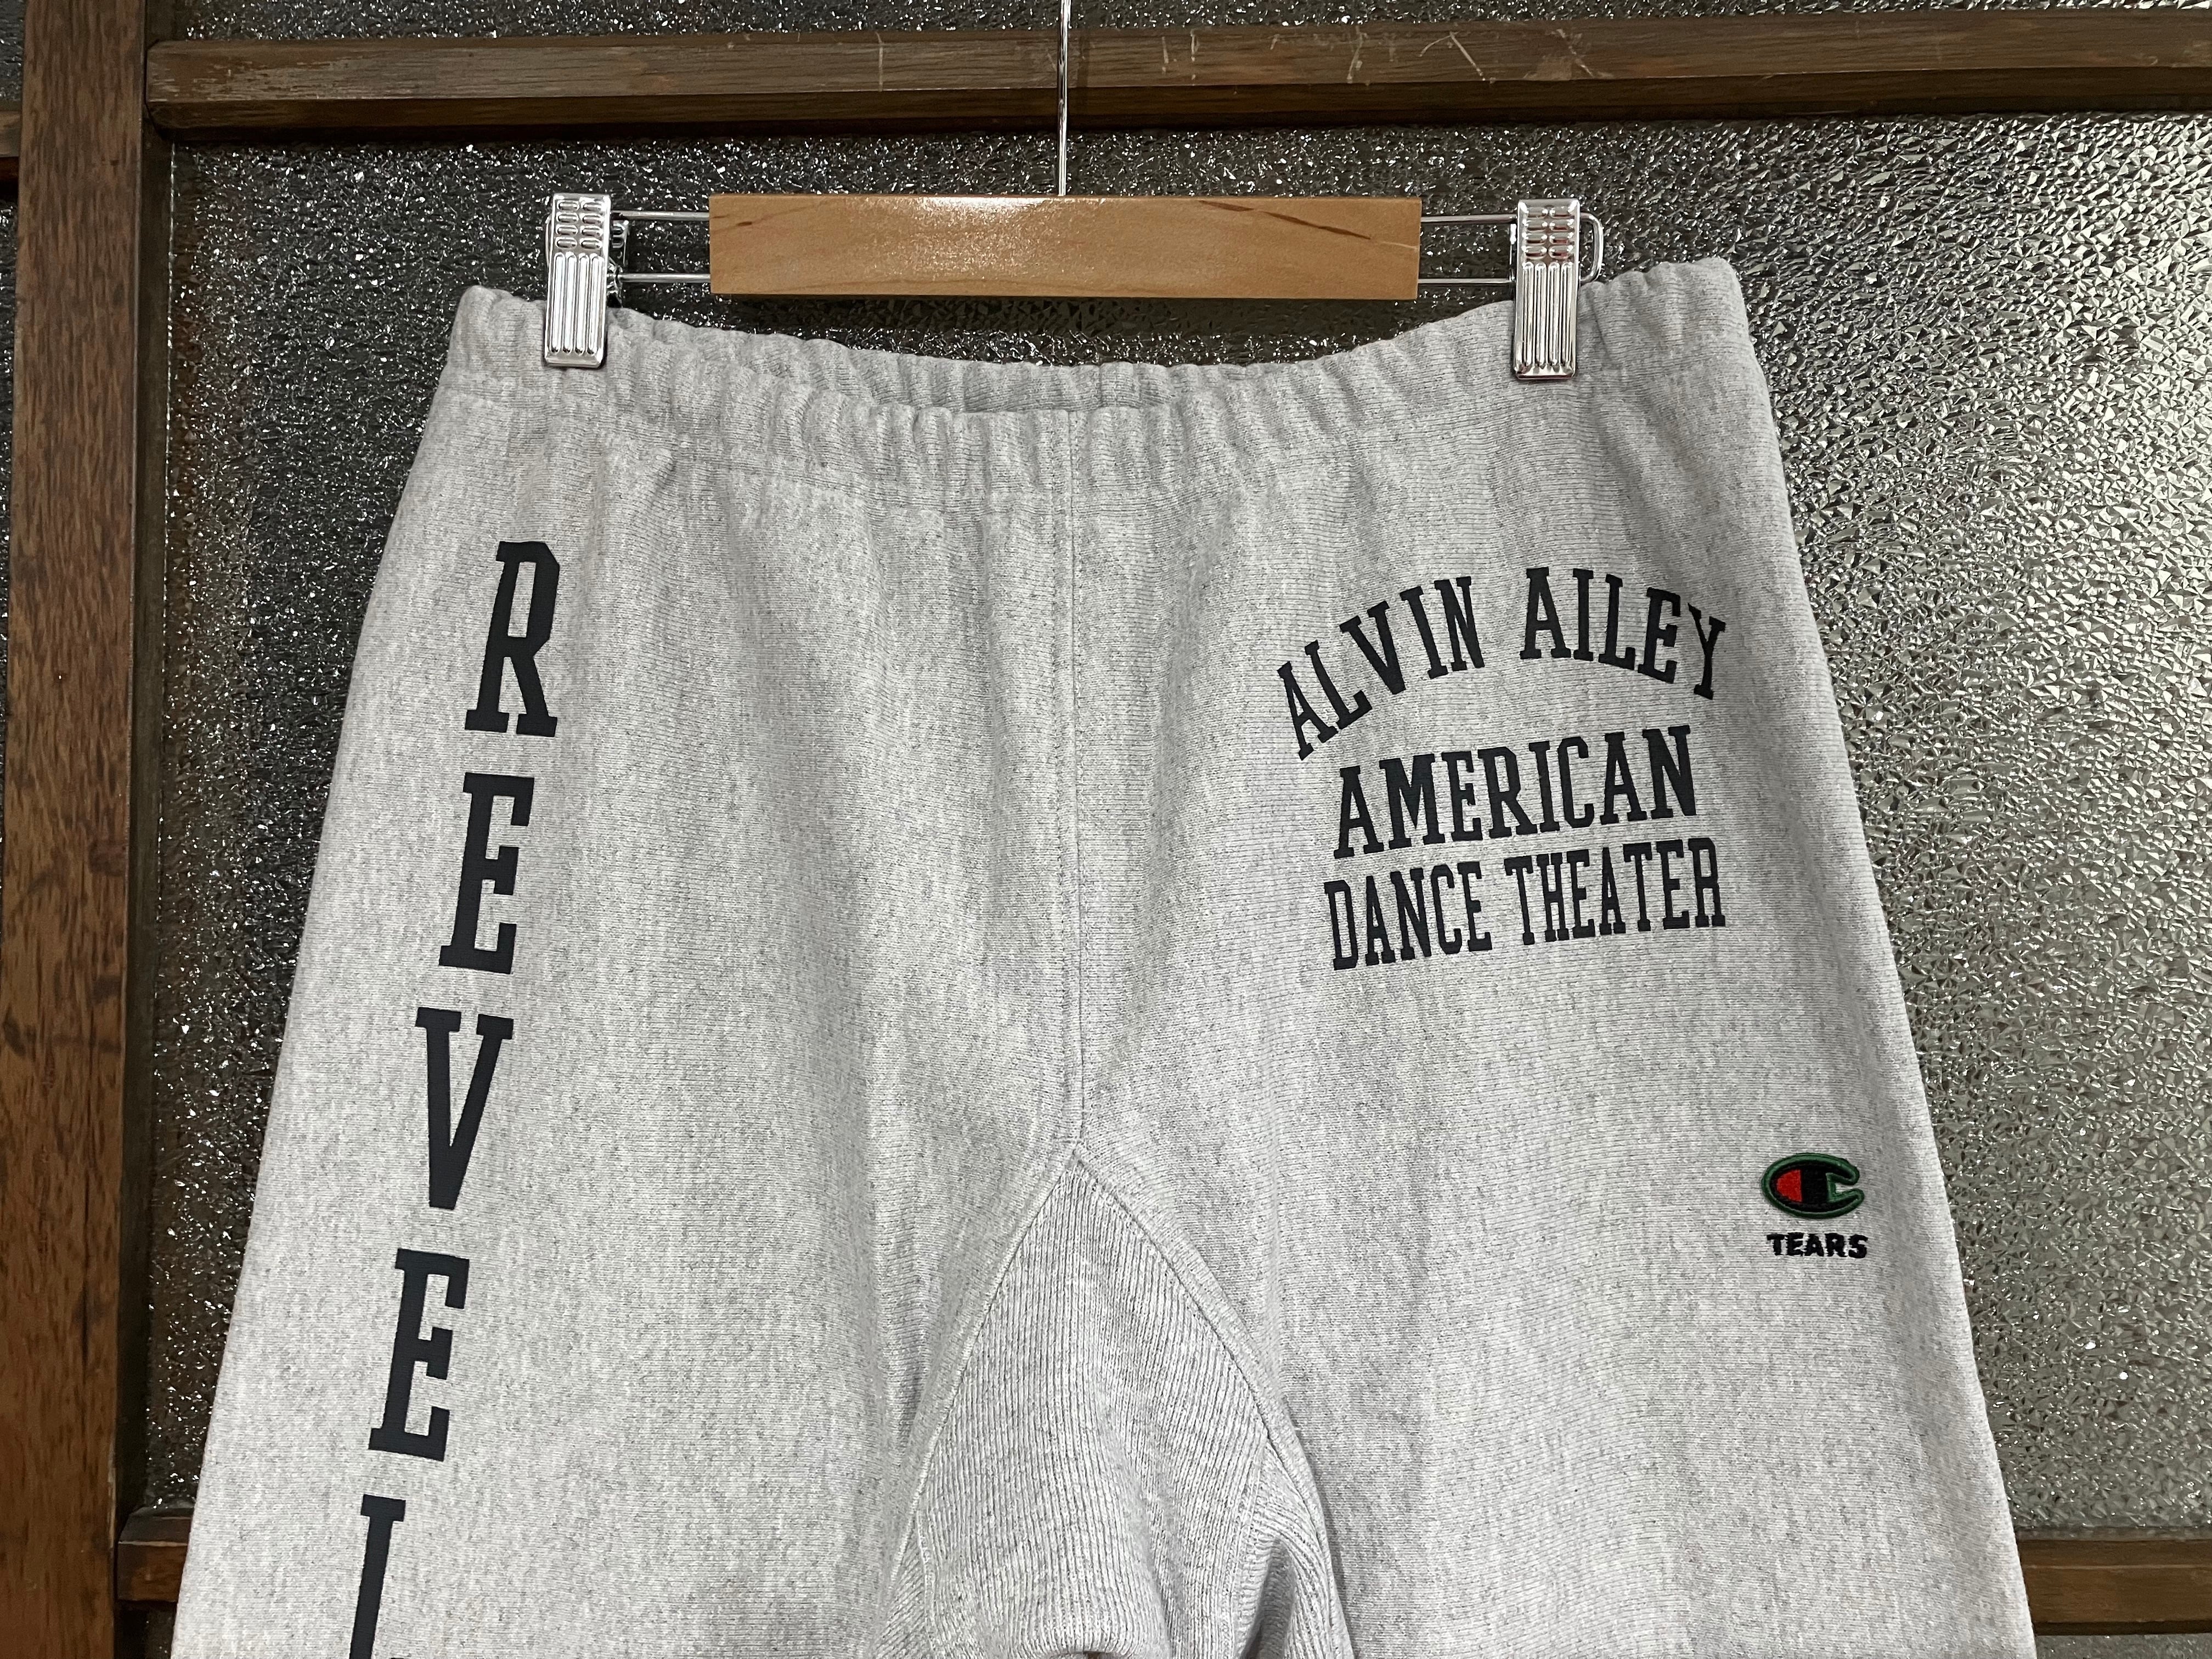 REVEL
ALVIN AILEY
AMERICAN
DANCE THEATER
TEARS